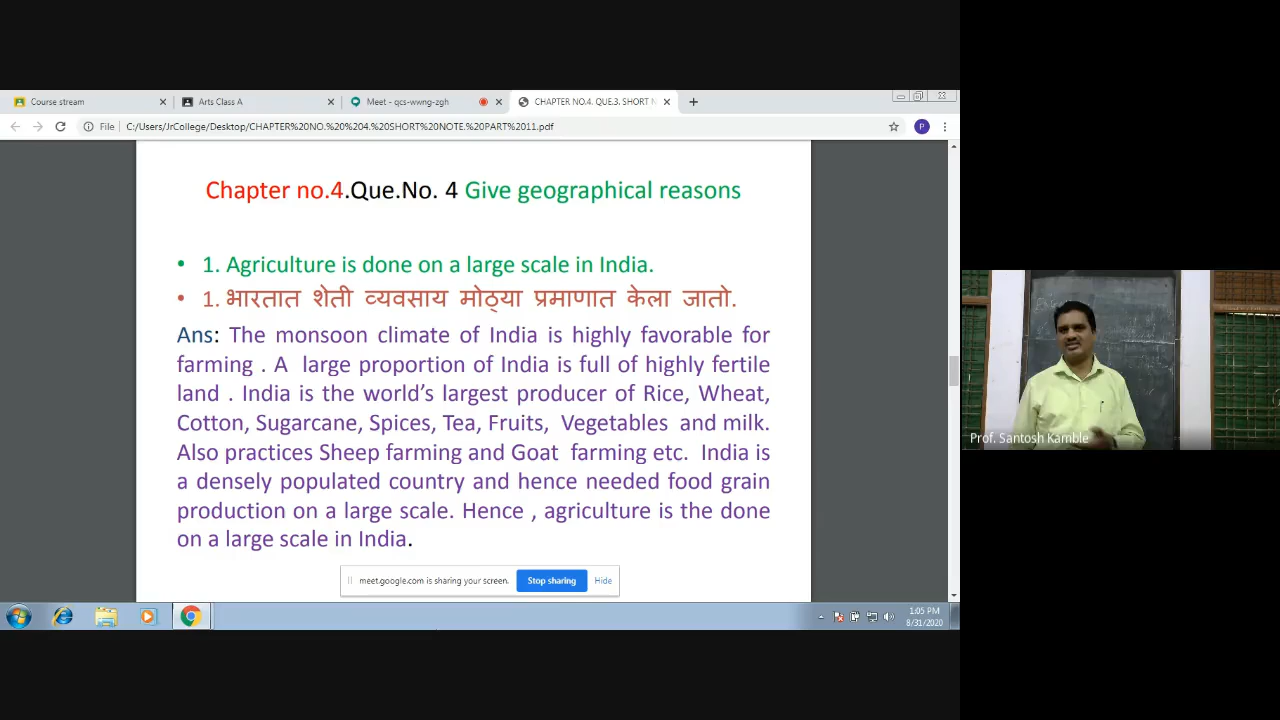 Course stream
Arts Class A
Meet - qcs-wwng-zgh
CHAPTER NO.4. QUE.3. SHORT N
File
C:/Users/JrCollege/Desktop/CHAPTER%20NO.%20%204.%20SHORT%20NOTE.%20PART%2011.pdf
P
Chapter no.4.Que.No. 4 Give geographical reasons
• 1. Agriculture is done on a large scale in India.
• 1. भारतात शेती व्यवसाय मोठ्या प्रमाणात केला जातो.
Ans: The monsoon climate of India is highly favorable for
farming . A large proportion of India is full of highly fertile
land . India is the world’s largest producer of Rice, Wheat,
Cotton, Sugarcane, Spices, Tea, Fruits, Vegetables and milk.
Also practices Sheep farming and Goat farming etc. India is
a densely populated country and hence needed food grain
production on a large scale. Hence , agriculture is the done
on a large scale in India.
meet.google.com is sharing your screen.
Stop sharing
Hide
1:05 PM
8/31/2020
Prof. Santosh Kamble